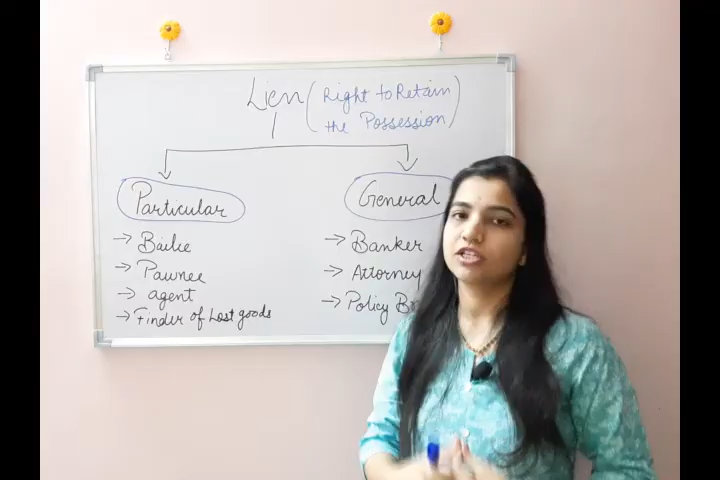 Lien (Right to Retain
the Possession)
Particular
General
→ Bailee
→ Pawnee
→ agent
→ Finder of Lost goods
→ Banker
→ Attorney
→ Policy